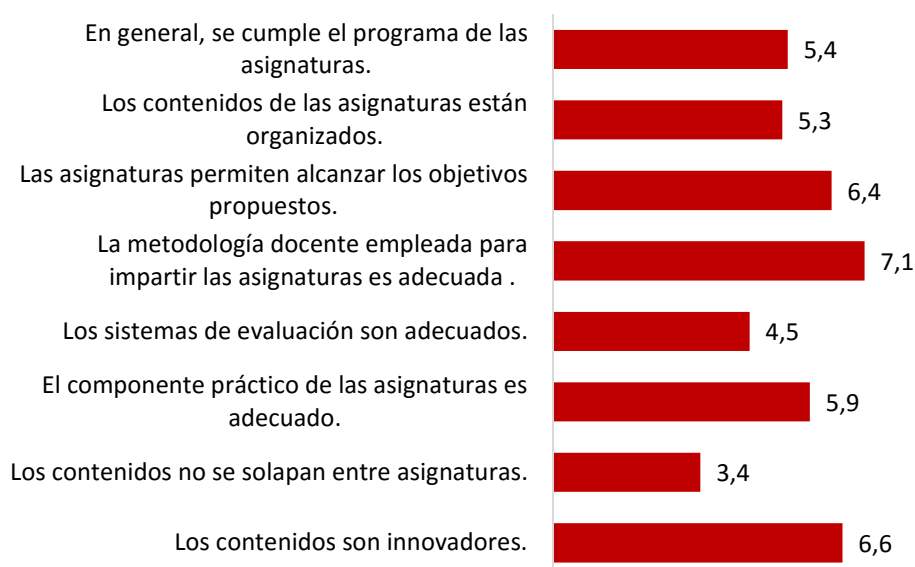 En general, se cumple el programa de las
asignaturas.
5,4
Los contenidos de las asignaturas están
organizados.
5,3
Las asignaturas permiten alcanzar los objetivos
propuestos.
6,4
La metodología docente empleada para
impartir las asignaturas es adecuada .
7,1
Los sistemas de evaluación son adecuados.
4,5
El componente práctico de las asignaturas es
adecuado.
5,9
Los contenidos no se solapan entre asignaturas.
3,4
Los contenidos son innovadores.
6,6